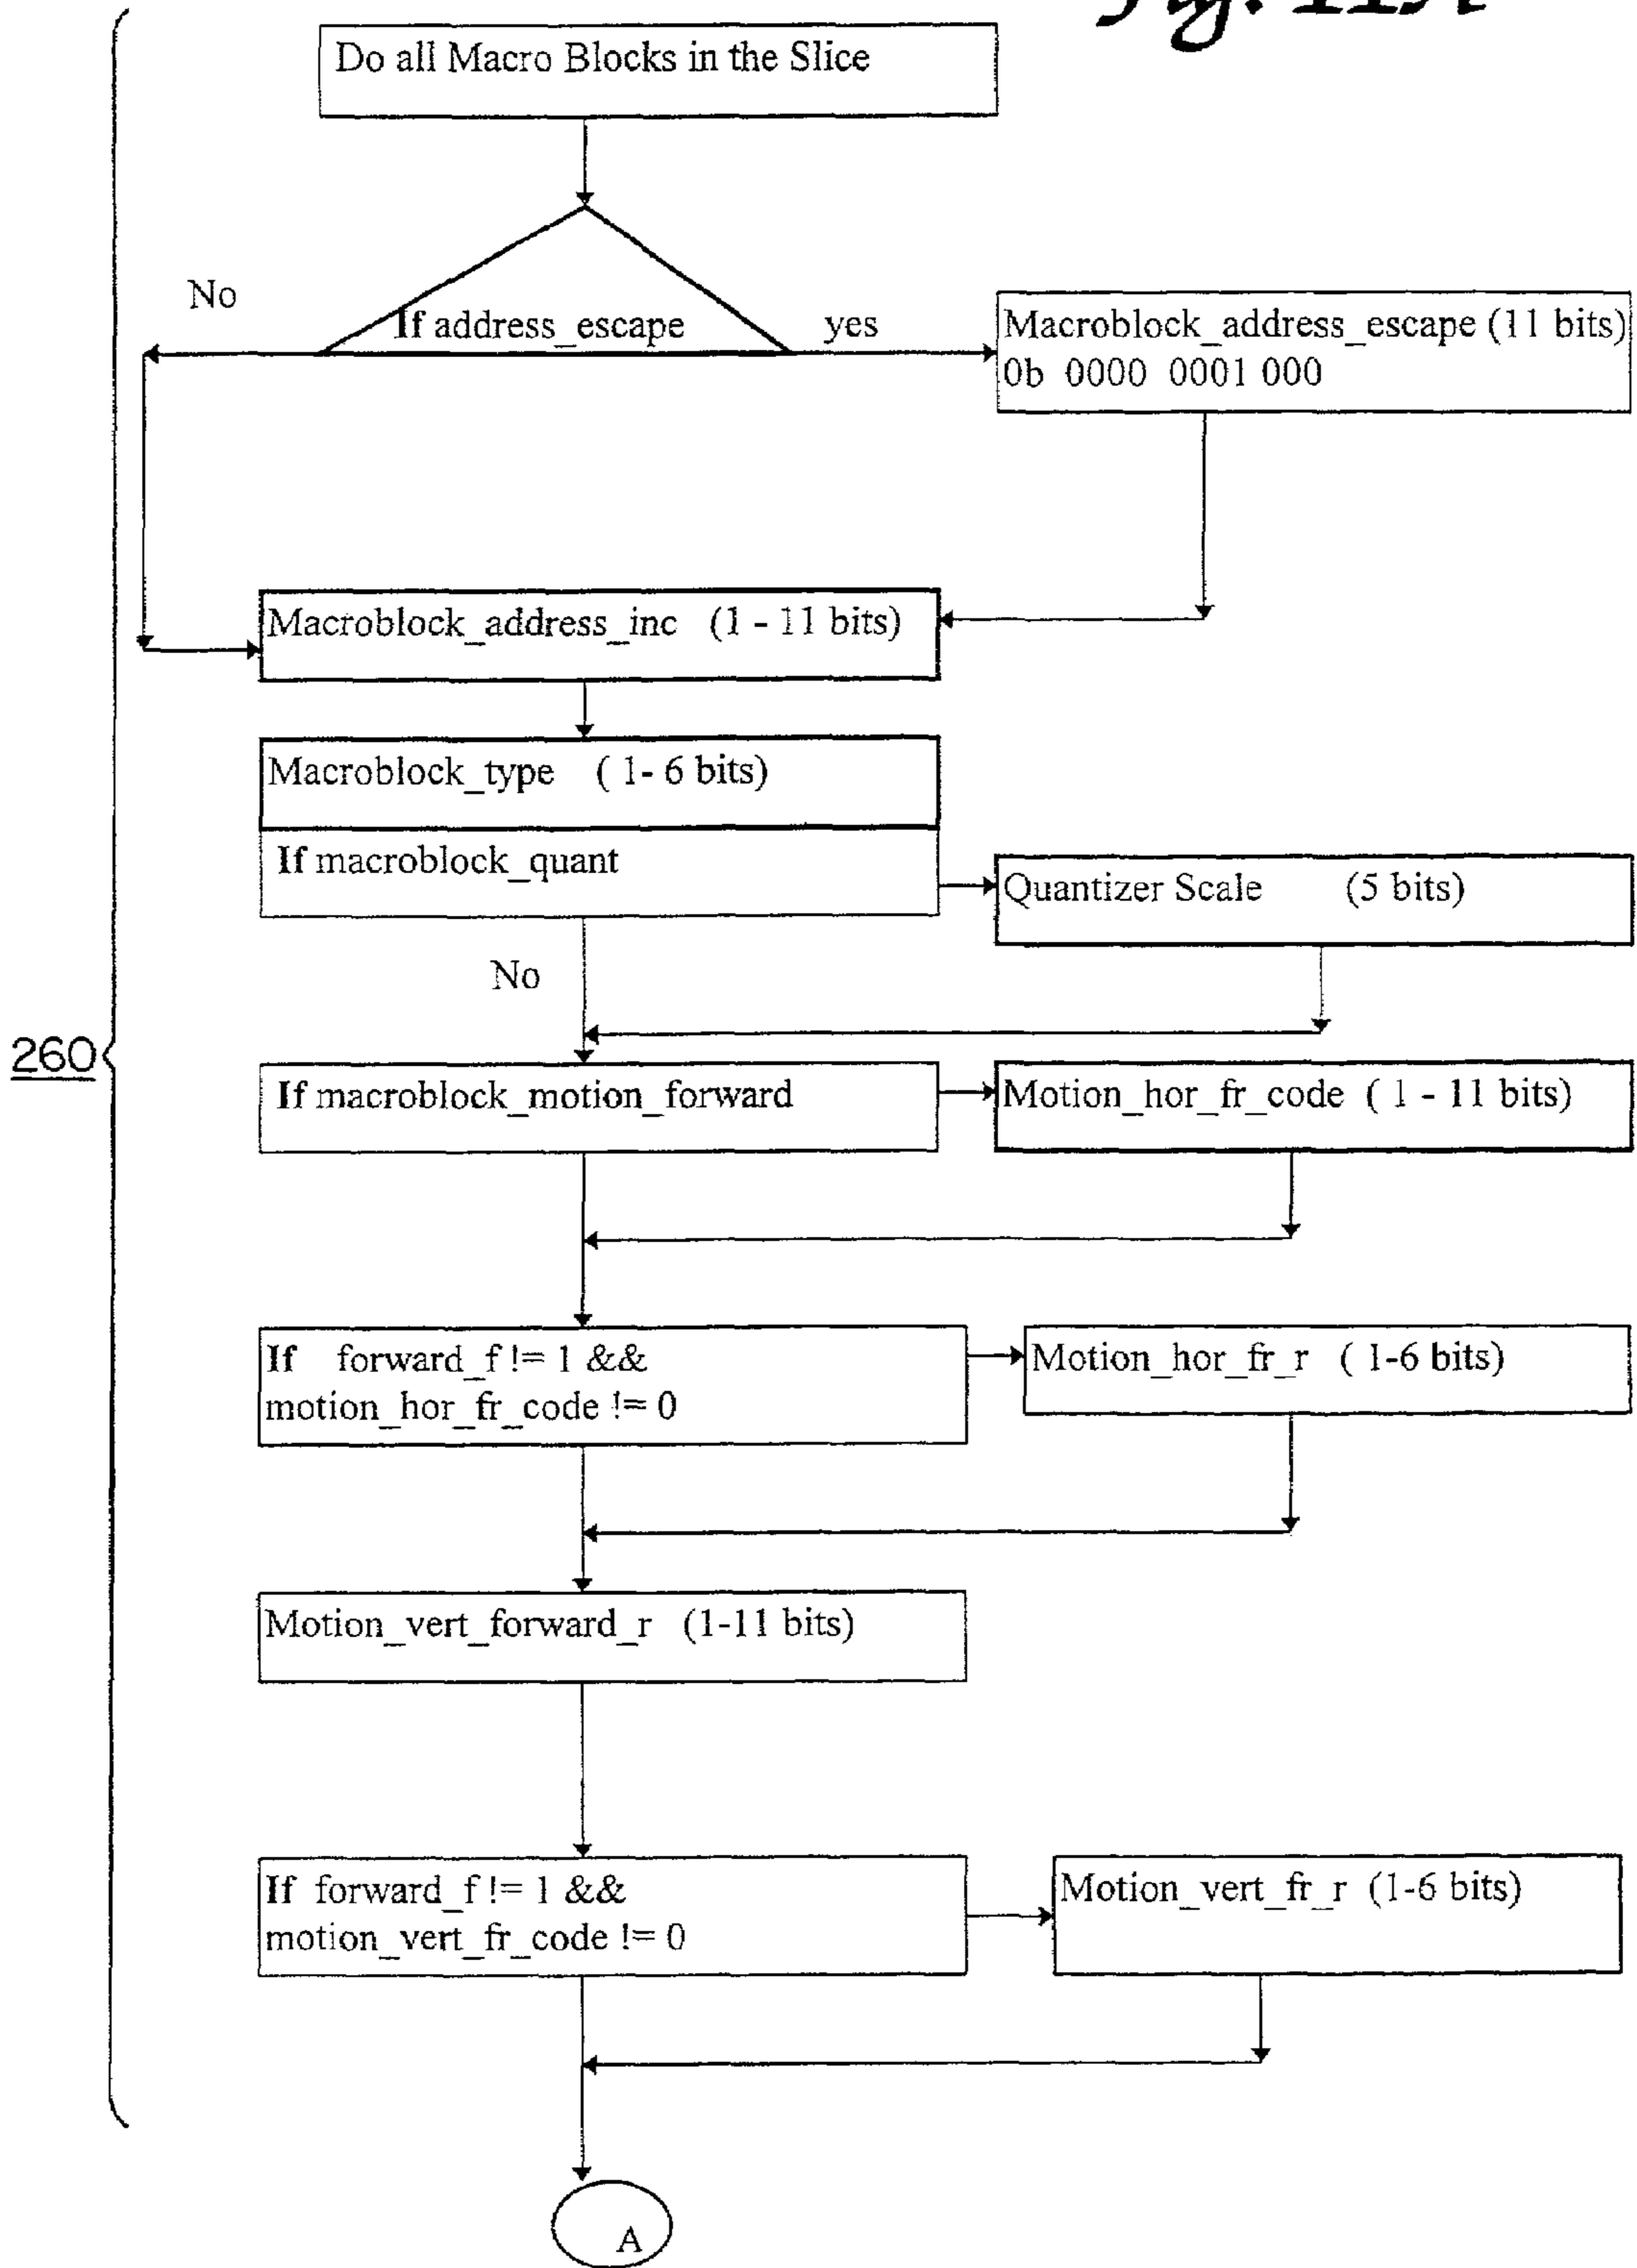 Do all Macro Blocks in the Slice
No
If address_escape
yes
Macroblock_address_escape (11 bits)
0b 0000 0001 000
Macroblock_address_inc (1 - 11 bits)
Macroblock_type ( 1- 6 bits)
If macroblock_quant
Quantizer Scale (5 bits)
No
260
If macroblock_motion_forward
Motion_hor_fr_code ( 1 - 11 bits)
If forward_f != 1 &&
motion_hor_fr_code != 0
Motion_hor_fr_r ( 1-6 bits)
Motion_vert_forward_r (1-11 bits)
If forward_f != 1 &&
motion_vert_fr_code != 0
Motion_vert_fr_r (1-6 bits)
A